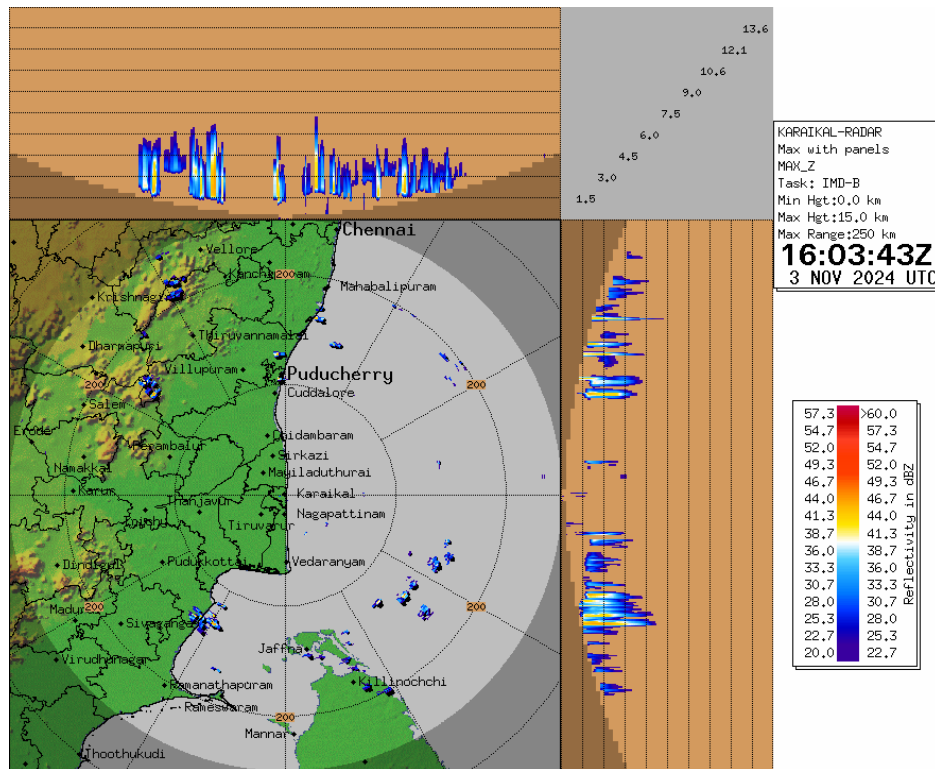 13.6
12.1
10.6
9.0
7.5
6.0
4.5
3.0
1.5
KARAIKAL-RADAR
Max with panels
MAX_Z
Task: IMD-B
Min Hgt:0.0 km
Max Hgt:15.0 km
Max Range:250 km
16:03:43Z
3 NOV 2024 UTC
Chennai
Vellore
200
Kanchipuram
Mahabalipuram
Krishnagiri
Thiruvannamalai
Dharmapuri
Villupuram
Puducherry
200
200
Cuddalore
Salem
Erode
Chidambaram
Perambalur
Sirkazi
Namakkal
Mayiladuthurai
Karur
Karaikal
Thanjavur
Nagapattinam
Tiruvarur
Pudukkottai
Vedaranyam
Dindigul
Madurai
200
200
Sivagangai
Jaffna
Virudhunagar
Ramanathapuram
Killinochchi
Rameswaram
200
Mannar
Thoothukudi
57.3 >60.0
54.7 57.3
52.0 54.7
49.3 52.0
46.7 49.3
44.0 46.7
41.3 44.0
38.7 41.3
36.0 38.7
33.3 36.0
30.7 33.3
28.0 30.7
25.3 28.0
22.7 25.3
20.0 22.7
Reflectivity in dBZ